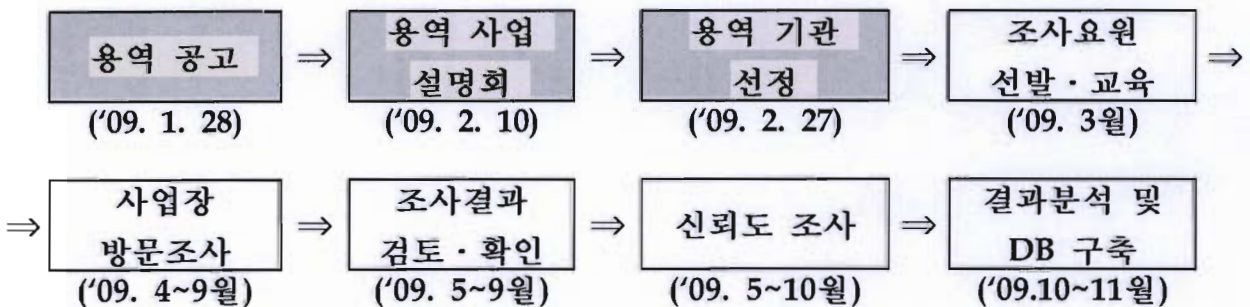 용역 공고 ⇒ 용역 사업 설명회 ⇒ 용역 기관 선정 ⇒ 조사요원 선발 · 교육 ⇒
('09. 1. 28) ('09. 2. 10) ('09. 2. 27) ('09. 3월)
⇒ 사업장 방문조사 ⇒ 조사결과 검토 · 확인 ⇒ 신뢰도 조사 ⇒ 결과분석 및 DB 구축
('09. 4~9월) ('09. 5~9월) ('09. 5~10월) ('09.10~11월)